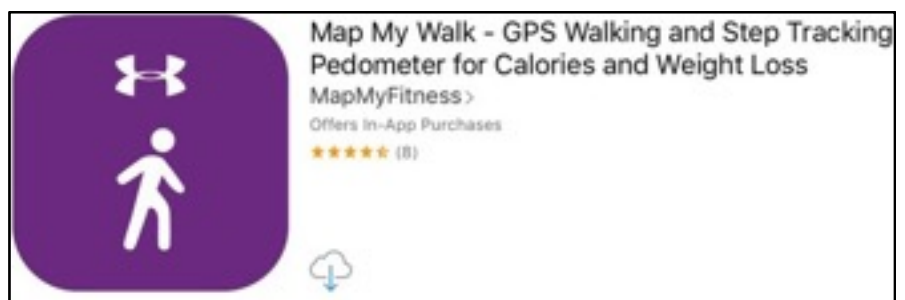 Map My Walk - GPS Walking and Step Tracking
Pedometer for Calories and Weight Loss
MapMyFitness>
Offers In-App Purchases
(8)